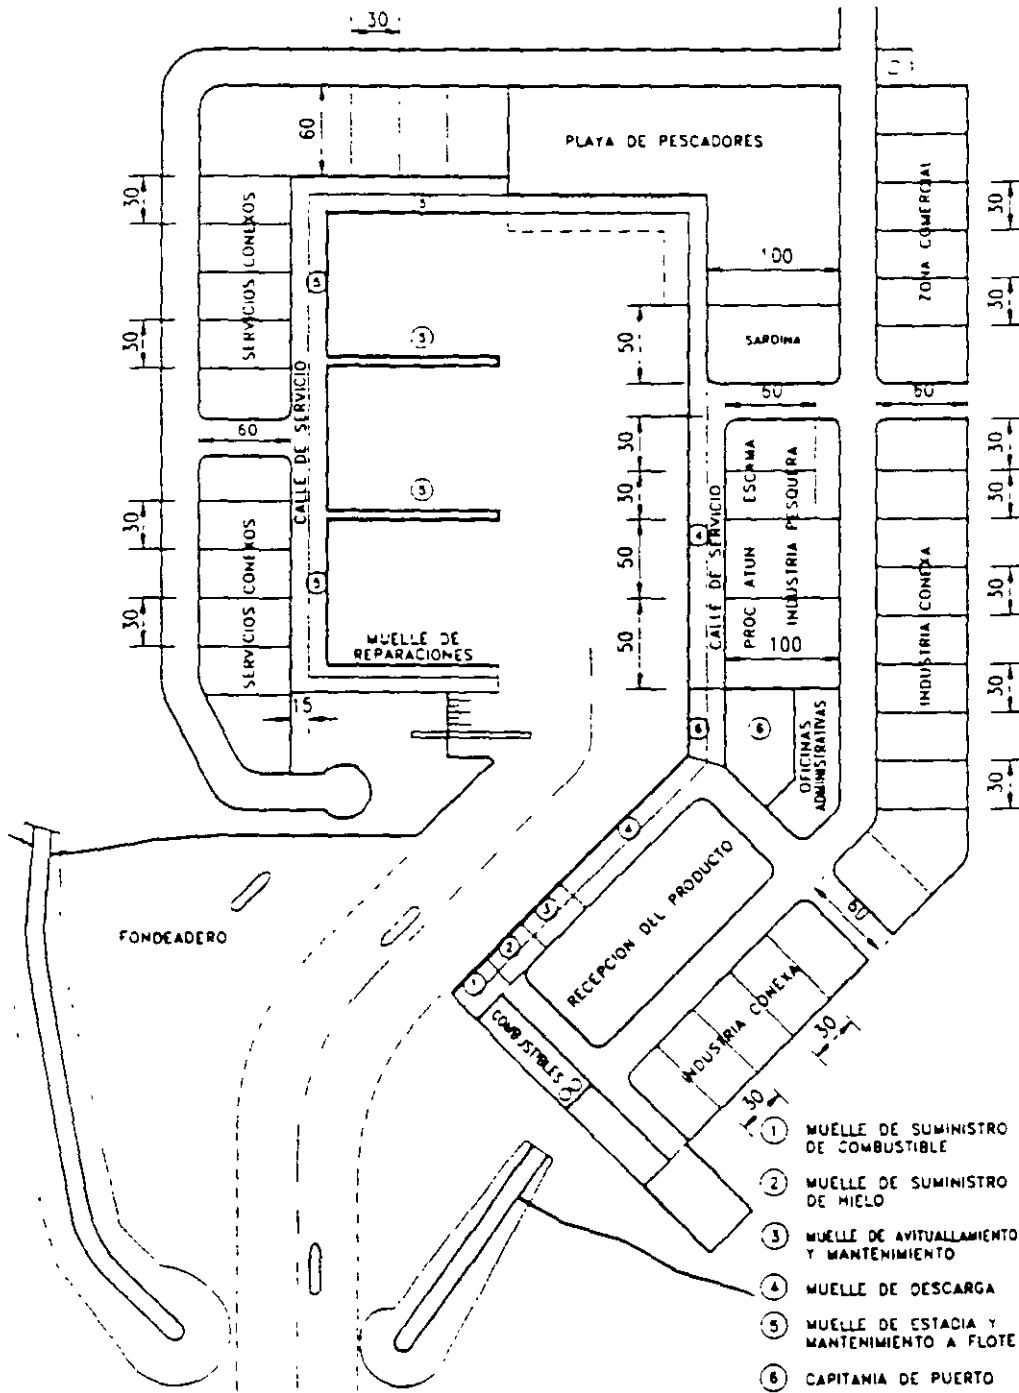 30
60
PLAYA DE PESCADORES
30
SERVICIOS CONEXOS
ZONA COMERCIAL
30
5
100
30
30
3
50
SARDINA
CALLE DE SERVICIO
60
60
60
30
ESCAMA
30
30
30
INDUSTRIA PESQUERA
30
SERVICIOS CONEXOS
4
CALLE DE SERVICIO
50
ATUN
INDUSTRIA CONEXA
30
30
50
PROC
100
MUELLE DE
REPARACIONES
30
15
6
6
OFICINAS
ADMINISTRATIVAS
30
4
RECEPCION DEL PRODUCTO
60
FONDEADERO
3
2
1
COMBUSTIBLES
INDUSTRIA CONEXA
30
30
1 MUELLE DE SUMINISTRO
DE COMBUSTIBLE
2 MUELLE DE SUMINISTRO
DE HIELO
3 MUELLE DE AVITUALLAMIENTO
Y MANTENIMIENTO
4 MUELLE DE DESCARGA
5 MUELLE DE ESTADIA Y
MANTENIMIENTO A FLOTE
6 CAPITANIA DE PUERTO